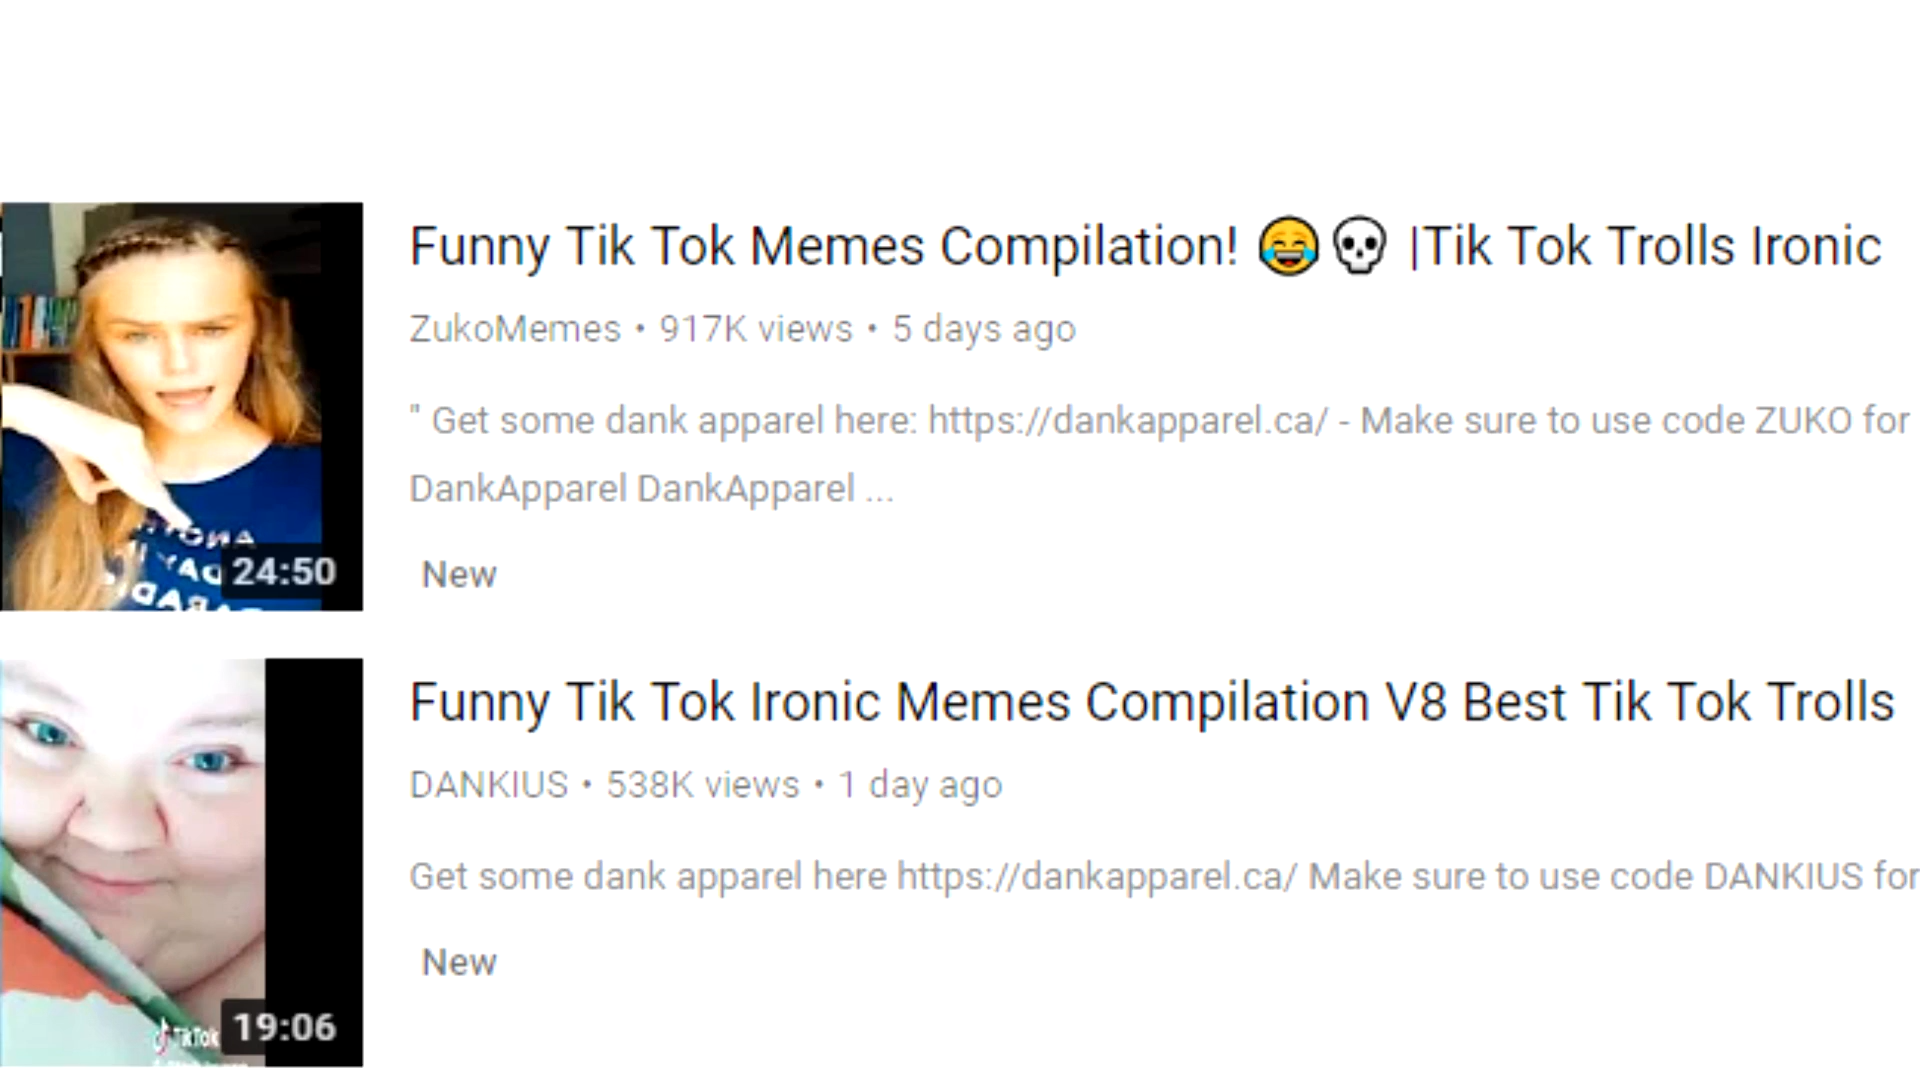 Funny Tik Tok Memes Compilation! 😂💀 |Tik Tok Trolls Ironic
ZukoMemes • 917K views • 5 days ago
" Get some dank apparel here: https://dankapparel.ca/ - Make sure to use code ZUKO for
DankApparel DankApparel ...
New
24:50
Funny Tik Tok Ironic Memes Compilation V8 Best Tik Tok Trolls
DANKIUS • 538K views • 1 day ago
Get some dank apparel here https://dankapparel.ca/ Make sure to use code DANKIUS for
New
TikTok
19:06